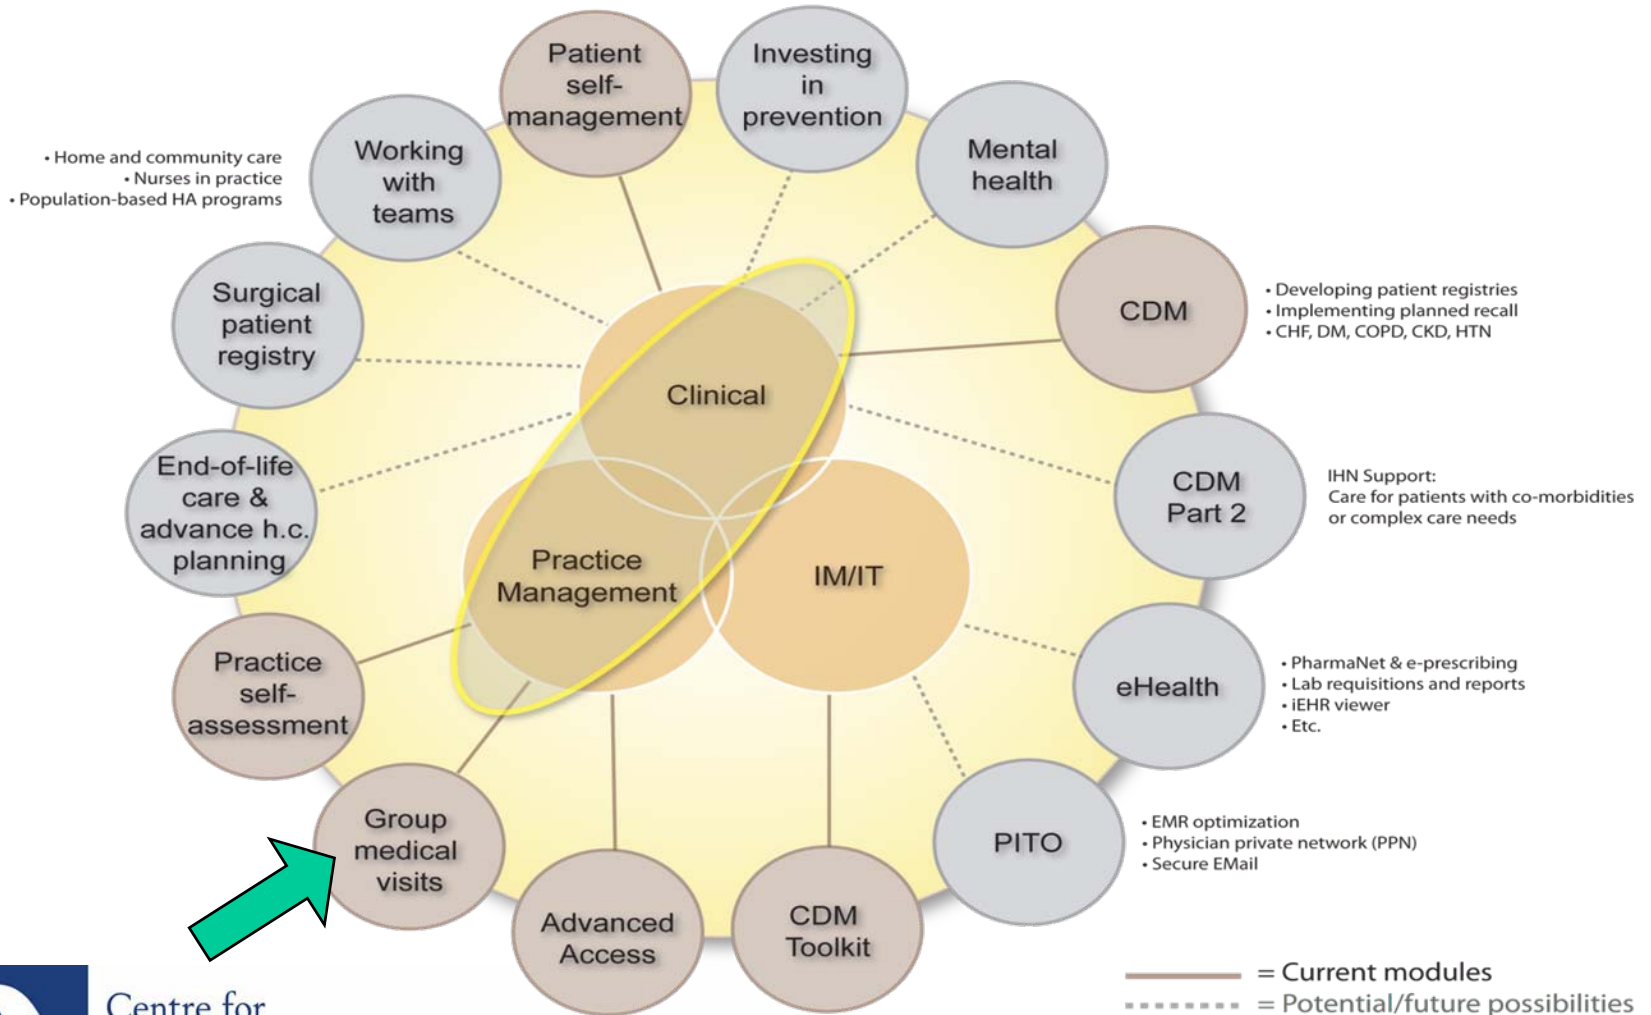 Patient
self-
management
Investing
in
prevention
Working
with
teams
Mental
health
• Home and community care
• Nurses in practice
• Population-based HA programs
Surgical
patient
registry
CDM
• Developing patient registries
• Implementing planned recall
• CHF, DM, COPD, CKD, HTN
Clinical
End-of-life
care &
advance h.c.
planning
CDM
Part 2
IHN Support:
Care for patients with co-morbidities
or complex care needs
Practice
Management
IM/IT
Practice
self-
assessment
eHealth
• PharmaNet & e-prescribing
• Lab requisitions and reports
• iEHR viewer
• Etc.
Group
medical
visits
PITO
• EMR optimization
• Physician private network (PPN)
• Secure EMail
Advanced
Access
CDM
Toolkit
= Current modules
= Potential/future possibilities
Centre for